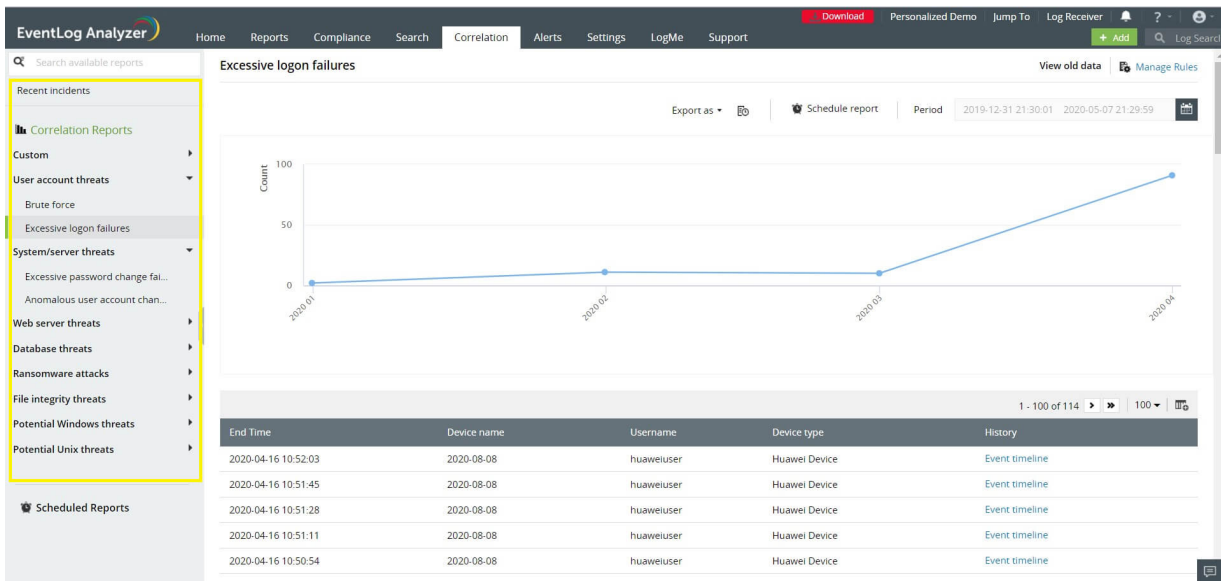 Download Personalized Demo Jump To Log Receiver ?
EventLog Analyzer
Home Reports Compliance Search Correlation Alerts Settings LogMe Support
+ Add Log Search
Search available reports
Excessive logon failures
View old data Manage Rules
Recent incidents
Export as Schedule report Period 2019-12-31 21:30:01 2020-05-07 21:29:59
Correlation Reports
Custom
User account threats
Brute force
Excessive logon failures
System/server threats
Excessive password change fai...
Anomalous user account chan...
Web server threats
Database threats
Ransomware attacks
File integrity threats
Potential Windows threats
Potential Unix threats
Scheduled Reports
Count
100
50
0
2020 01 2020 02 2020 03 2020 04
1 - 100 of 114 > » 100
End Time Device name Username Device type History
2020-04-16 10:52:03 2020-08-08 huaweiuser Huawei Device Event timeline
2020-04-16 10:51:45 2020-08-08 huaweiuser Huawei Device Event timeline
2020-04-16 10:51:28 2020-08-08 huaweiuser Huawei Device Event timeline
2020-04-16 10:51:11 2020-08-08 huaweiuser Huawei Device Event timeline
2020-04-16 10:50:54 2020-08-08 huaweiuser Huawei Device Event timeline